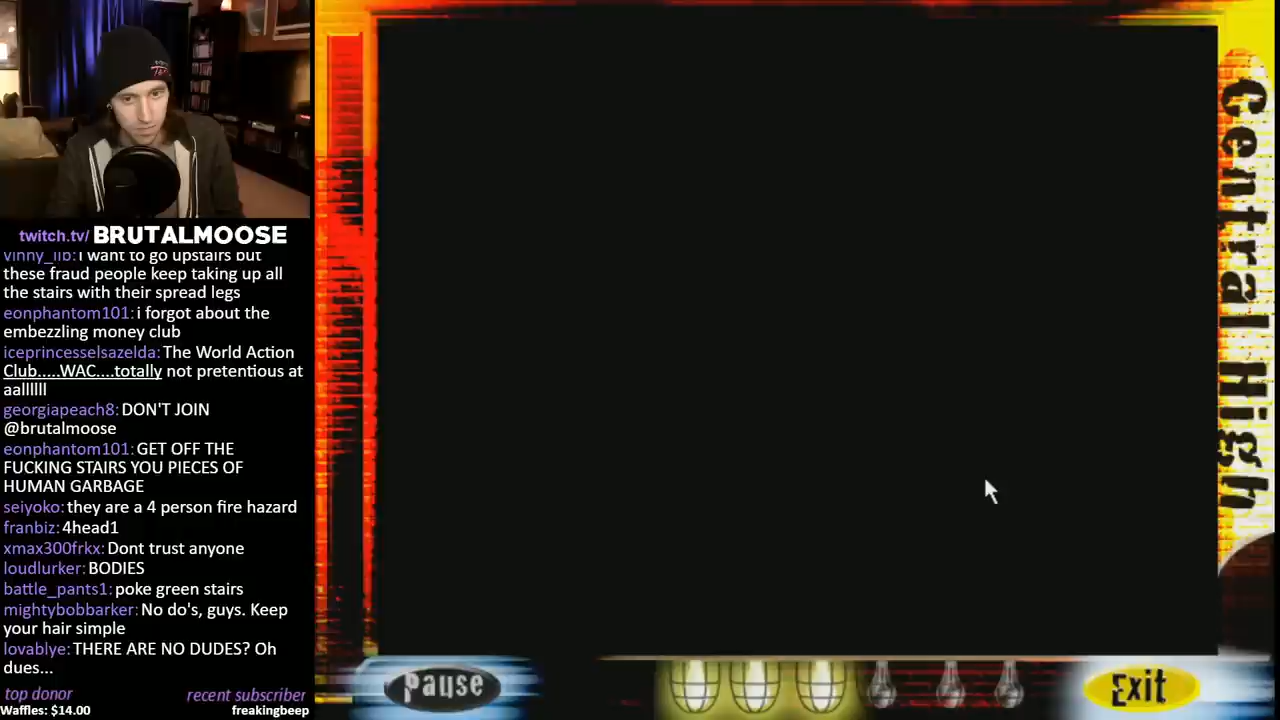 twitch.tv/ BRUTALMOOSE
vinny_lib: I want to go upstairs but
these fraud people keep taking up all
the stairs with their spread legs
eonphantom101: i forgot about the
embezzling money club
iceprincesselsazelda: The World Action
Club.....WAC....totally not pretentious at
aallllll
georgiapeach8: DON'T JOIN
@brutalmoose
eonphantom101: GET OFF THE
FUCKING STAIRS YOU PIECES OF
HUMAN GARBAGE
seiyoko: they are a 4 person fire hazard
franbiz: 4head1
xmax300frkx: Dont trust anyone
loudlurker: BODIES
battle_pants1: poke green stairs
mightybobbarker: No do's, guys. Keep
your hair simple
lovablye: THERE ARE NO DUDES? Oh
dues...
top donor
Waffles: $14.00
recent subscriber
freakingbeep
Central High
Pause
Exit